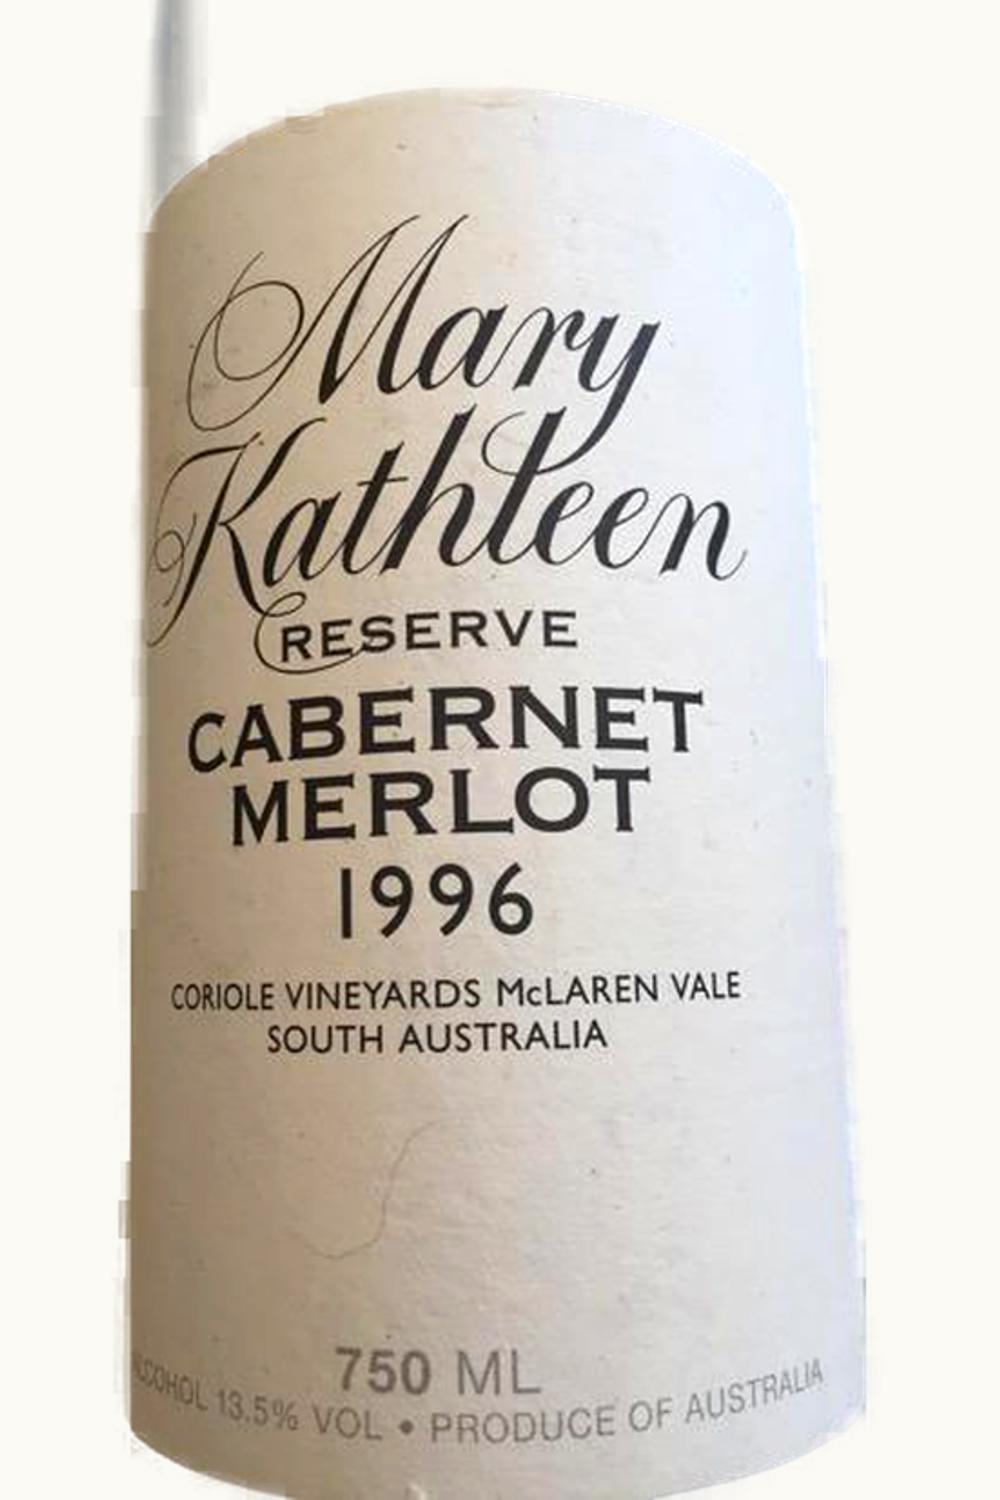 Mary
Kathleen
RESERVE
CABERNET
MERLOT
1996
CORIOLE VINEYARDS McLAREN VALE
SOUTH AUSTRALIA
750 ML
ALCOHOL 13.5% VOL • PRODUCE OF AUSTRALIA